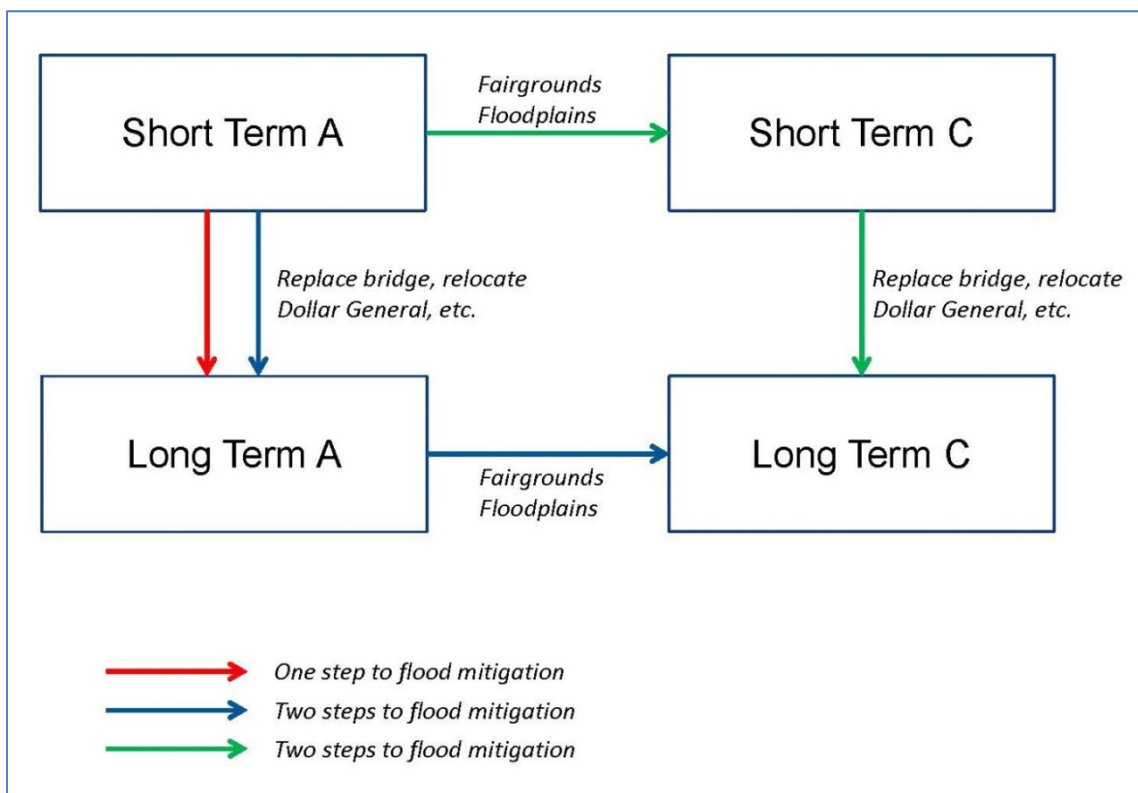 Fairgrounds
Floodplains
Short Term A
Short Term C
Replace bridge, relocate
Dollar General, etc.
Replace bridge, relocate
Dollar General, etc.
Long Term A
Long Term C
Fairgrounds
Floodplains
One step to flood mitigation
Two steps to flood mitigation
Two steps to flood mitigation